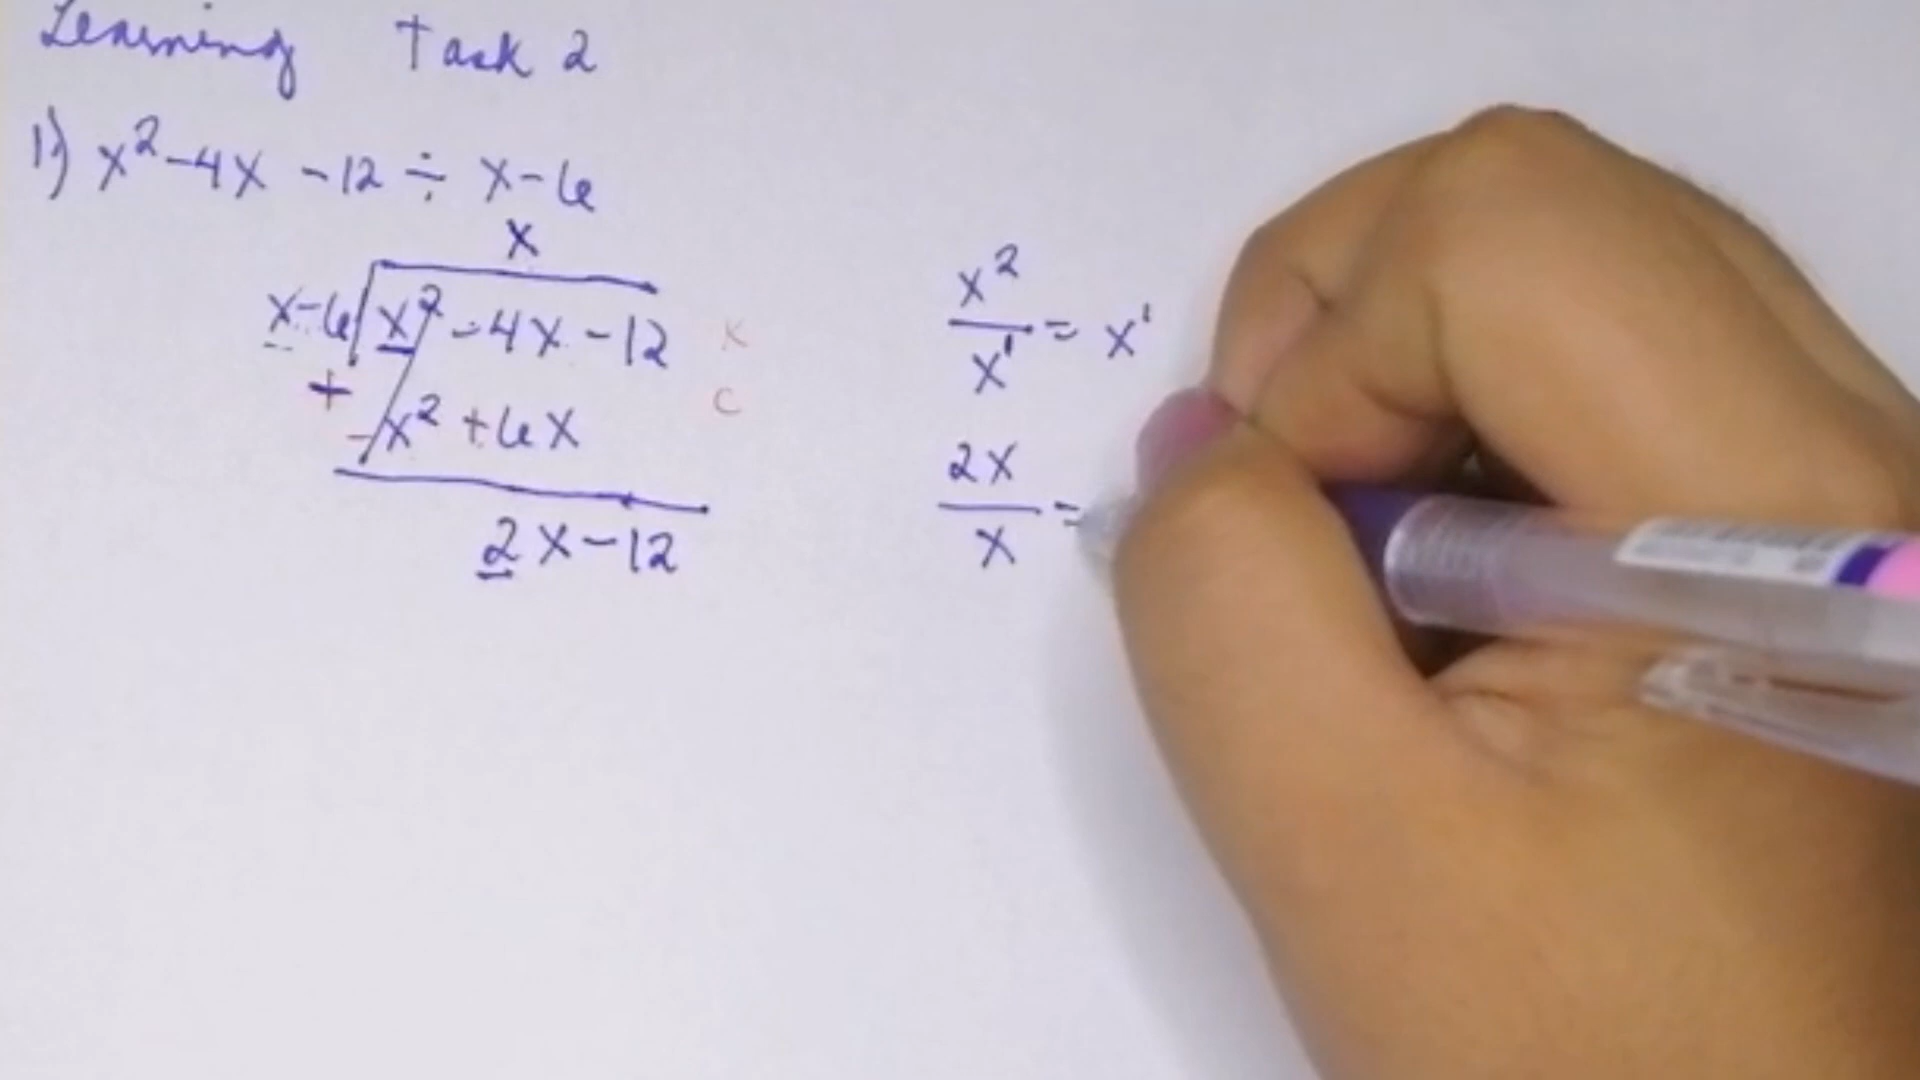 Learning Task 2
1.) x² - 4x - 12 ÷ x - 6
x
x - 6 x² - 4x - 12 K
+ - x² + 6x C
2x - 12
x² / x¹ = x¹
2x / x =